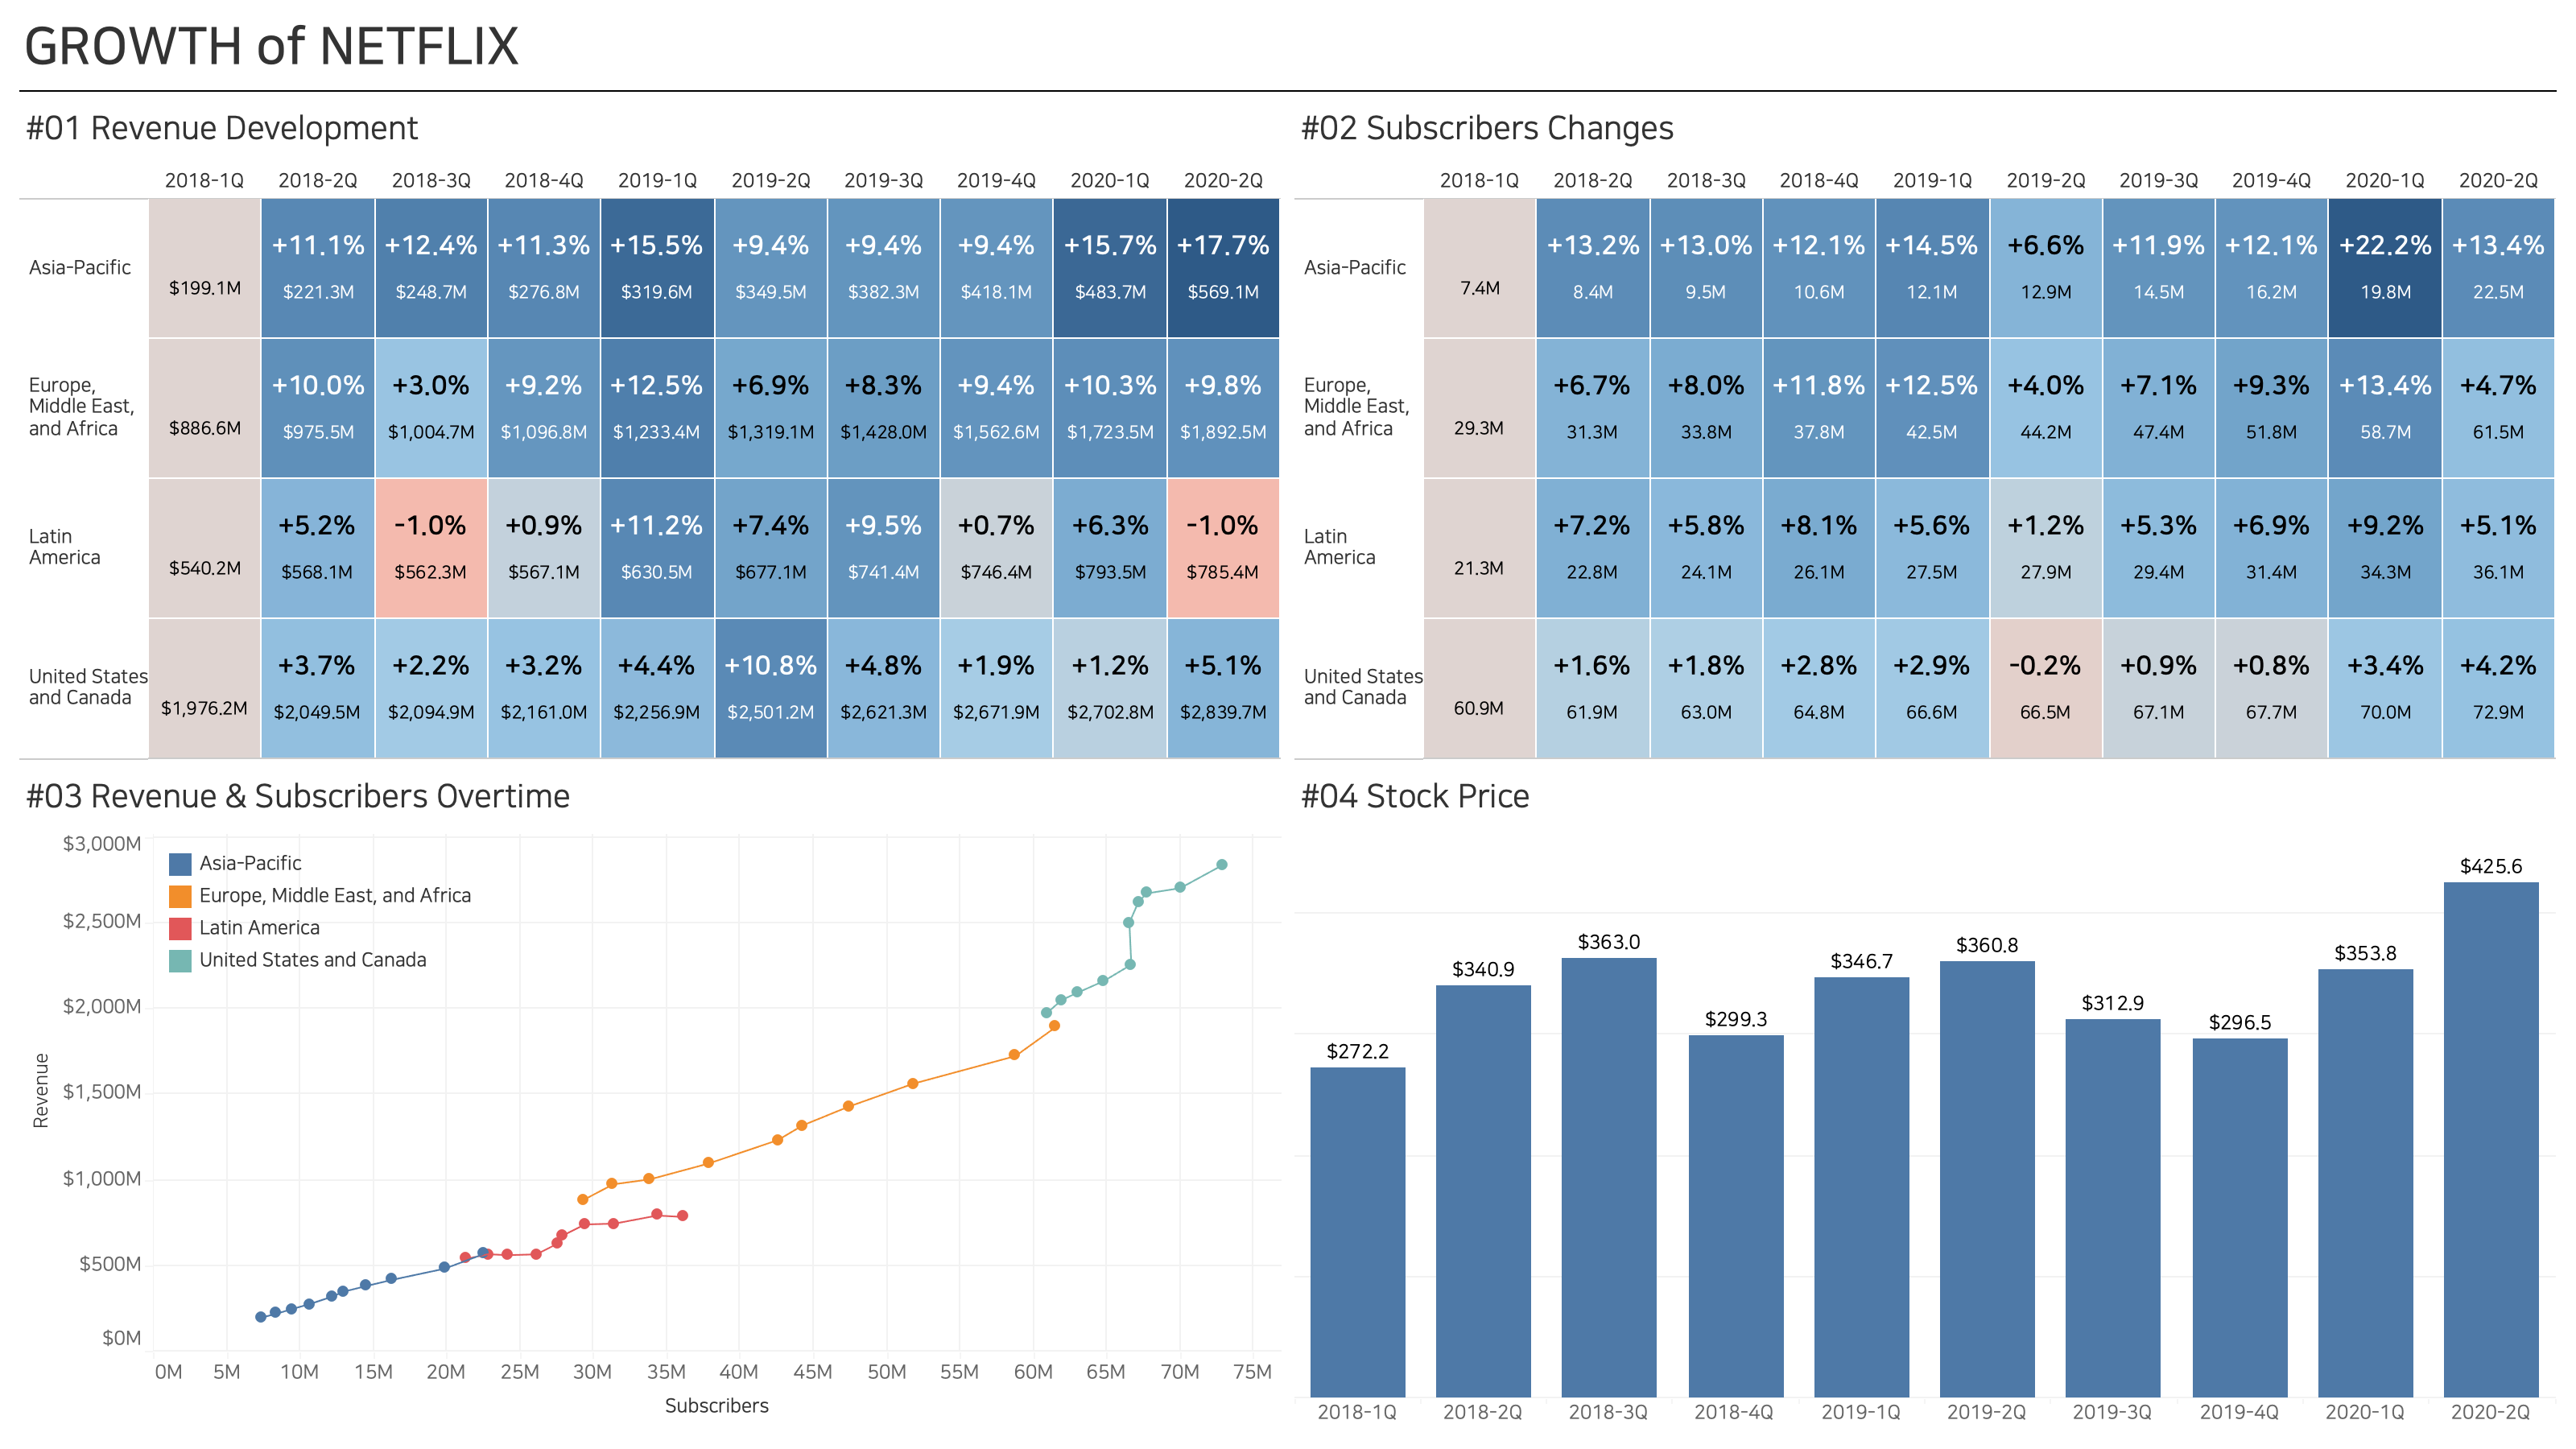 GROWTH of NETFLIX
#01 Revenue Development
2018-1Q 2018-2Q 2018-3Q 2018-4Q 2019-1Q 2019-2Q 2019-3Q 2019-4Q 2020-1Q 2020-2Q
+11.1% +12.4% +11.3% +15.5% +9.4% +9.4% +9.4% +15.7% +17.7%
Asia-Pacific
$199.1M $221.3M $248.7M $276.8M $319.6M $349.5M $382.3M $418.1M $483.7M $569.1M
+10.0% +3.0% +9.2% +12.5% +6.9% +8.3% +9.4% +10.3% +9.8%
Europe,
Middle East,
and Africa
$886.6M $975.5M $1,004.7M $1,096.8M $1,233.4M $1,319.1M $1,428.0M $1,562.6M $1,723.5M $1,892.5M
+5.2% -1.0% +0.9% +11.2% +7.4% +9.5% +0.7% +6.3% -1.0%
Latin
America
$540.2M $568.1M $562.3M $567.1M $630.5M $677.1M $741.4M $746.4M $793.5M $785.4M
+3.7% +2.2% +3.2% +4.4% +10.8% +4.8% +1.9% +1.2% +5.1%
United States
and Canada
$1,976.2M $2,049.5M $2,094.9M $2,161.0M $2,256.9M $2,501.2M $2,621.3M $2,671.9M $2,702.8M $2,839.7M
#02 Subscribers Changes
2018-1Q 2018-2Q 2018-3Q 2018-4Q 2019-1Q 2019-2Q 2019-3Q 2019-4Q 2020-1Q 2020-2Q
+13.2% +13.0% +12.1% +14.5% +6.6% +11.9% +12.1% +22.2% +13.4%
Asia-Pacific
7.4M 8.4M 9.5M 10.6M 12.1M 12.9M 14.5M 16.2M 19.8M 22.5M
+6.7% +8.0% +11.8% +12.5% +4.0% +7.1% +9.3% +13.4% +4.7%
Europe,
Middle East,
and Africa
29.3M 31.3M 33.8M 37.8M 42.5M 44.2M 47.4M 51.8M 58.7M 61.5M
+7.2% +5.8% +8.1% +5.6% +1.2% +5.3% +6.9% +9.2% +5.1%
Latin
America
21.3M 22.8M 24.1M 26.1M 27.5M 27.9M 29.4M 31.4M 34.3M 36.1M
+1.6% +1.8% +2.8% +2.9% -0.2% +0.9% +0.8% +3.4% +4.2%
United States
and Canada
60.9M 61.9M 63.0M 64.8M 66.6M 66.5M 67.1M 67.7M 70.0M 72.9M
#03 Revenue & Subscribers Overtime
Asia-Pacific
Europe, Middle East, and Africa
Latin America
United States and Canada
$3,000M
$2,500M
$2,000M
$1,500M
$1,000M
$500M
$0M
Revenue
0M 5M 10M 15M 20M 25M 30M 35M 40M 45M 50M 55M 60M 65M 70M 75M
Subscribers
#04 Stock Price
$272.2 $340.9 $363.0 $299.3 $346.7 $360.8 $312.9 $296.5 $353.8 $425.6
2018-1Q 2018-2Q 2018-3Q 2018-4Q 2019-1Q 2019-2Q 2019-3Q 2019-4Q 2020-1Q 2020-2Q